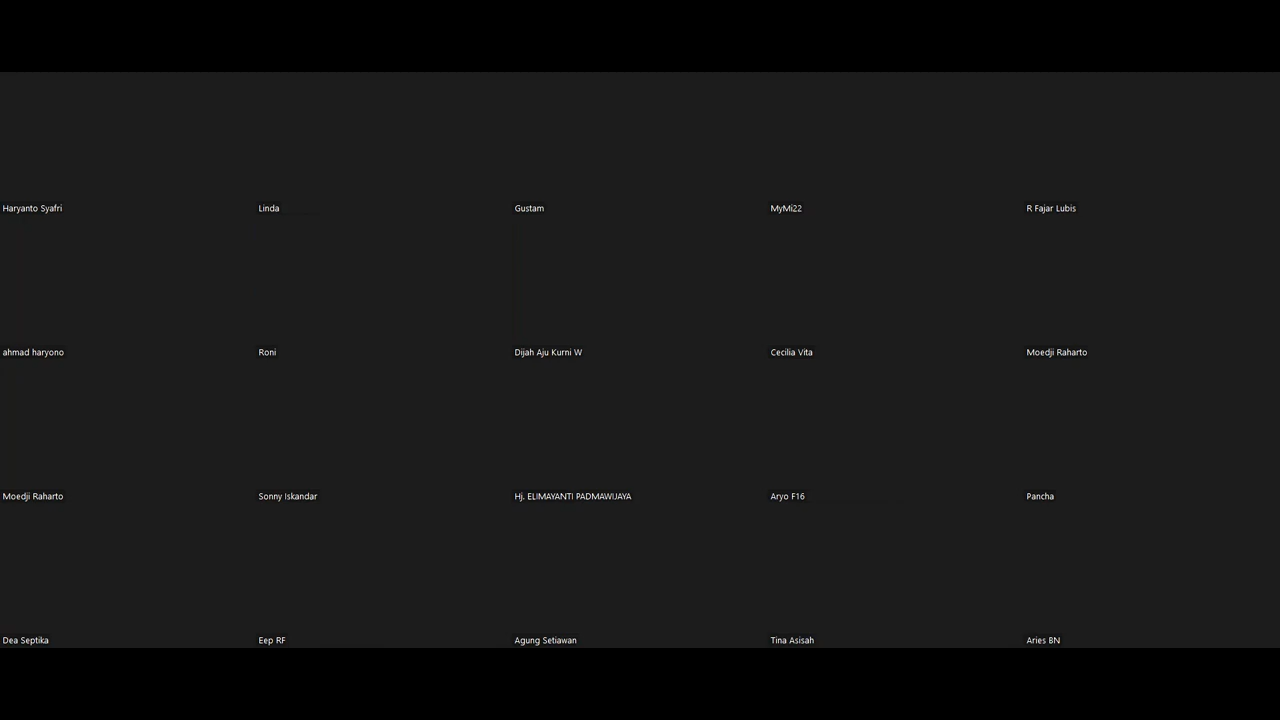 Haryanto Syafri
Linda
Gustam
MyMi22
R Fajar Lubis
ahmad haryono
Roni
Dijah Aju Kurni W
Cecilia Vita
Moedji Raharto
Moedji Raharto
Sonny Iskandar
Hj. ELIMAYANTI PADMAWIJAYA
Aryo F16
Pancha
Dea Septika
Eep RF
Agung Setiawan
Tina Asisah
Aries BN